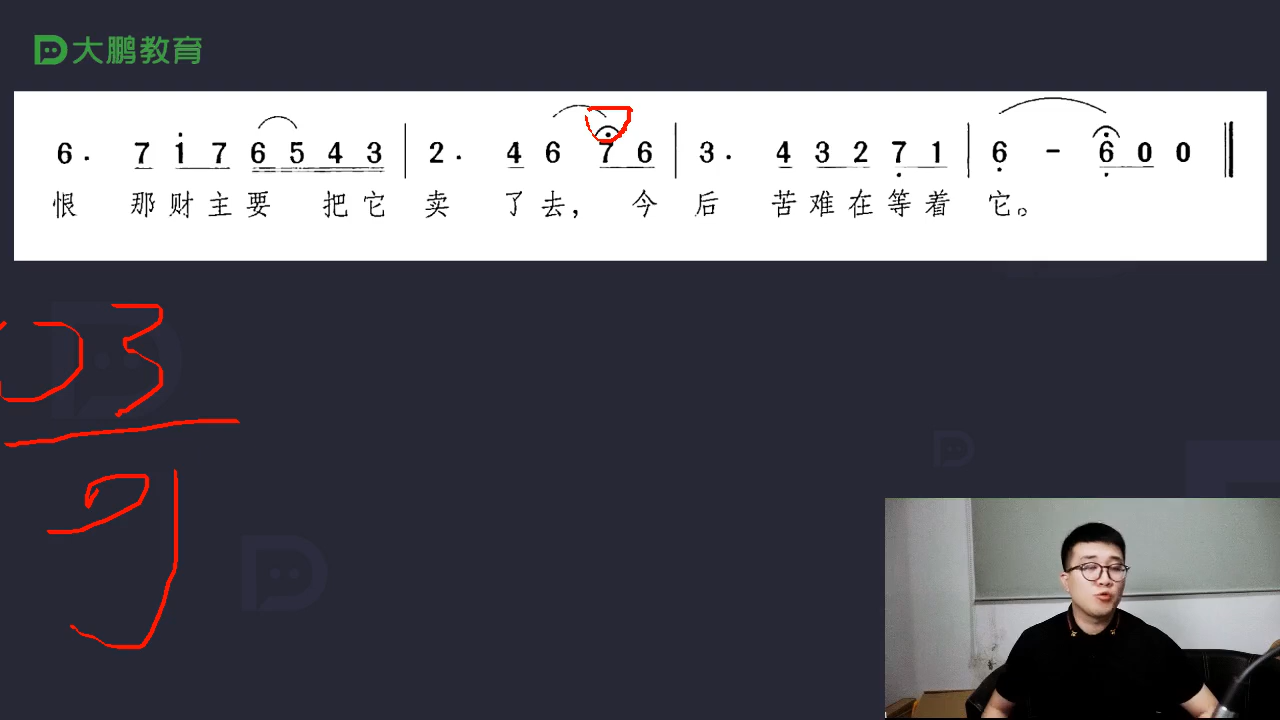 大鹏教育
6. 7 1 7 6 5 4 3 | 2. 4 6 7 6 | 3. 4 3 2 7 1 | 6 - 6 0 0 ‖
恨 那财主要 把它 卖 了去， 今 后 苦难在等着 它。
03